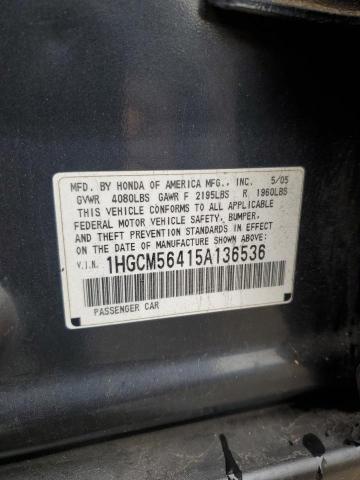 MFD. BY HONDA OF AMERICA MFG., INC. 5/05
GVWR 4080LBS GAWR F 2195LBS R 1960LBS
THIS VEHICLE CONFORMS TO ALL APPLICABLE
FEDERAL MOTOR VEHICLE SAFETY, BUMPER,
AND THEFT PREVENTION STANDARDS IN EFFECT
ON THE DATE OF MANUFACTURE SHOWN ABOVE.
V.I.N. 1HGCM56415A136536
PASSENGER CAR